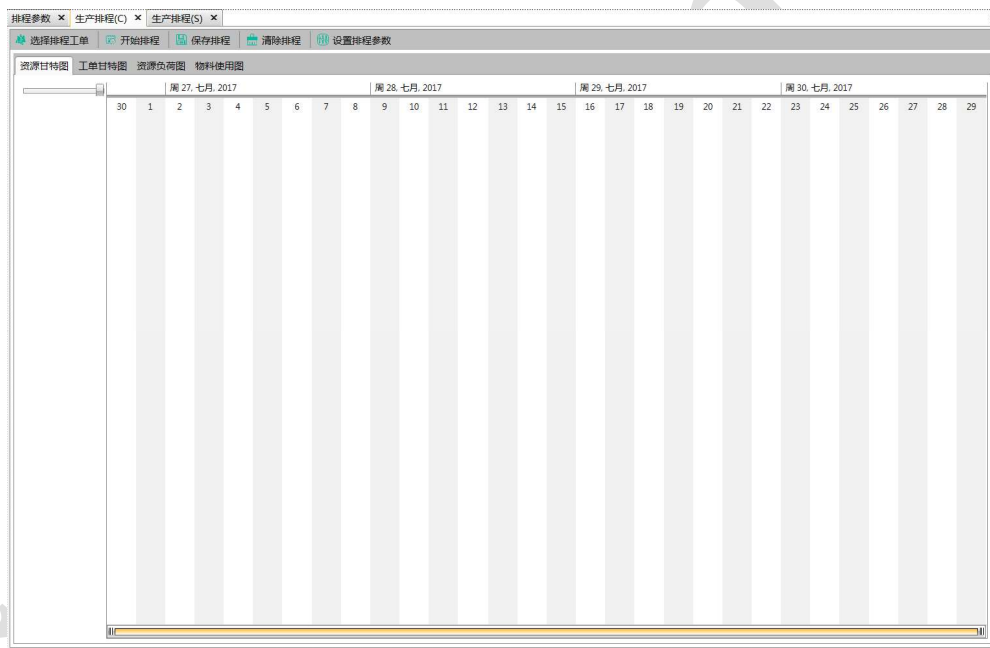 排程参数 × 生产排程(C) × 生产排程(S) ×
选择排程工单 开始排程 保存排程 清除排程 设置排程参数
资源甘特图 工单甘特图 资源负荷图 物料使用图
周 27, 七月, 2017 周 28, 七月, 2017 周 29, 七月, 2017 周 30, 七月, 2017
30 1 2 3 4 5 6 7 8 9 10 11 12 13 14 15 16 17 18 19 20 21 22 23 24 25 26 27 28 29